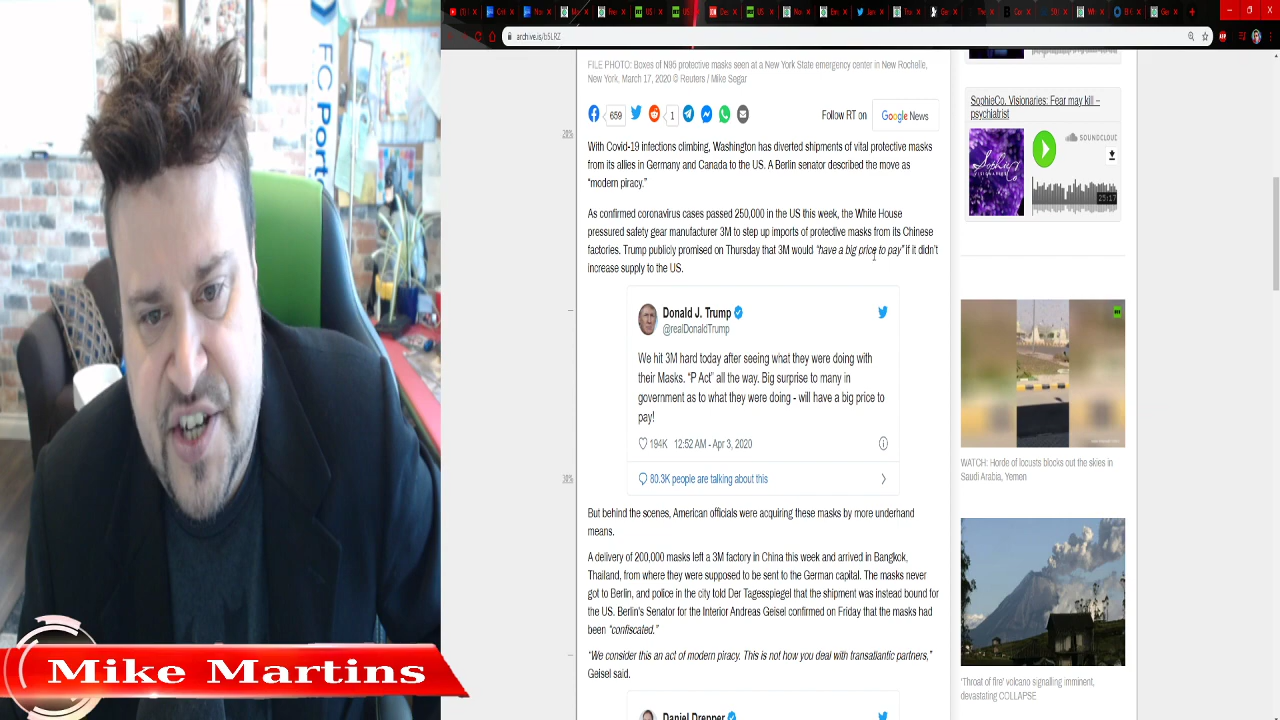 archive.is/b5LRZ
FILE PHOTO: Boxes of N95 protective masks seen at a New York State emergency center in New Rochelle,
New York, March 17, 2020 © Reuters / Mike Segar
659
1
Follow RT on
Google News
20%
With Covid-19 infections climbing, Washington has diverted shipments of vital protective masks
from its allies in Germany and Canada to the US. A Berlin senator described the move as
“modern piracy.”
As confirmed coronavirus cases passed 250,000 in the US this week, the White House
pressured safety gear manufacturer 3M to step up imports of protective masks from its Chinese
factories. Trump publicly promised on Thursday that 3M would “have a big price to pay” if it didn’t
increase supply to the US.
Donald J. Trump
@realDonaldTrump
We hit 3M hard today after seeing what they were doing with
their Masks. “P Act” all the way. Big surprise to many in
government as to what they were doing - will have a big price to
pay!
194K 12:52 AM - Apr 3, 2020
80.3K people are talking about this
30%
But behind the scenes, American officials were acquiring these masks by more underhand
means.
A delivery of 200,000 masks left a 3M factory in China this week and arrived in Bangkok,
Thailand, from where they were supposed to be sent to the German capital. The masks never
got to Berlin, and police in the city told Der Tagesspiegel that the shipment was instead bound for
the US. Berlin’s Senator for the Interior Andreas Geisel confirmed on Friday that the masks had
been “confiscated.”
“We consider this an act of modern piracy. This is not how you deal with transatlantic partners,”
Geisel said.
Daniel Drepper
SophieCo. Visionaries: Fear may kill –
psychiatrist
SOUNDCLOUD
25:17
WATCH: Horde of locusts blocks out the skies in
Saudi Arabia, Yemen
'Throat of fire' volcano signalling imminent,
devastating COLLAPSE
FC Port
Mike Martins